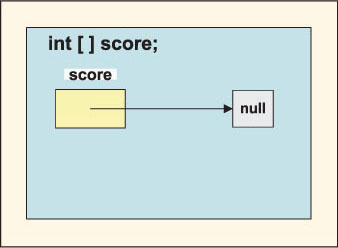 int [ ] score;
score
null